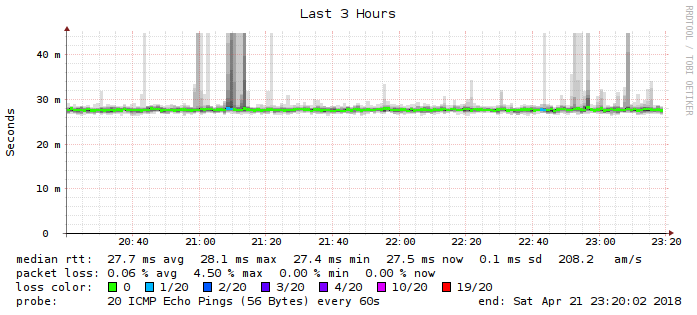 Last 3 Hours
RRDTOOL / TOBI OETIKER
Seconds
40 m
30 m
20 m
10 m
0
20:40 21:00 21:20 21:40 22:00 22:20 22:40 23:00 23:20
median rtt: 27.7 ms avg 28.1 ms max 27.4 ms min 27.5 ms now 0.1 ms sd 208.2 am/s
packet loss: 0.06 % avg 4.50 % max 0.00 % min 0.00 % now
loss color: 0 1/20 2/20 3/20 4/20 10/20 19/20
probe: 20 ICMP Echo Pings (56 Bytes) every 60s end: Sat Apr 21 23:20:02 2018